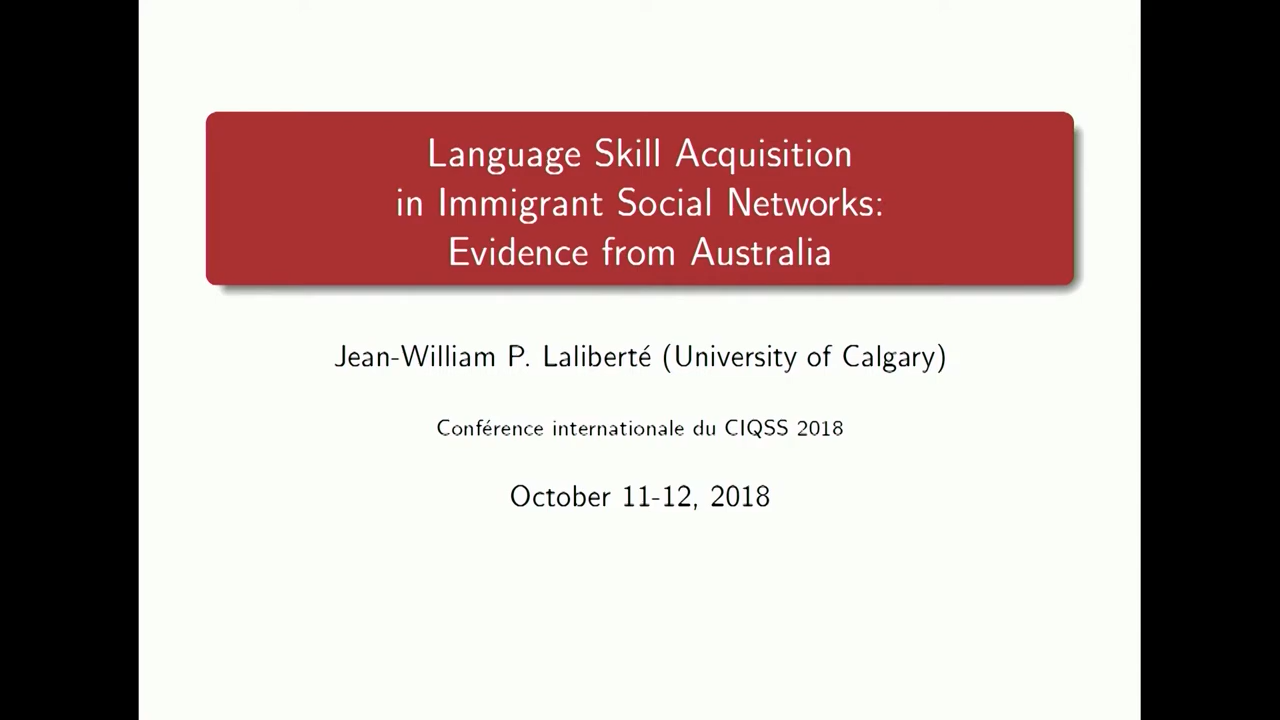 Language Skill Acquisition
in Immigrant Social Networks:
Evidence from Australia
Jean-William P. Laliberté (University of Calgary)
Conférence internationale du CIQSS 2018
October 11-12, 2018